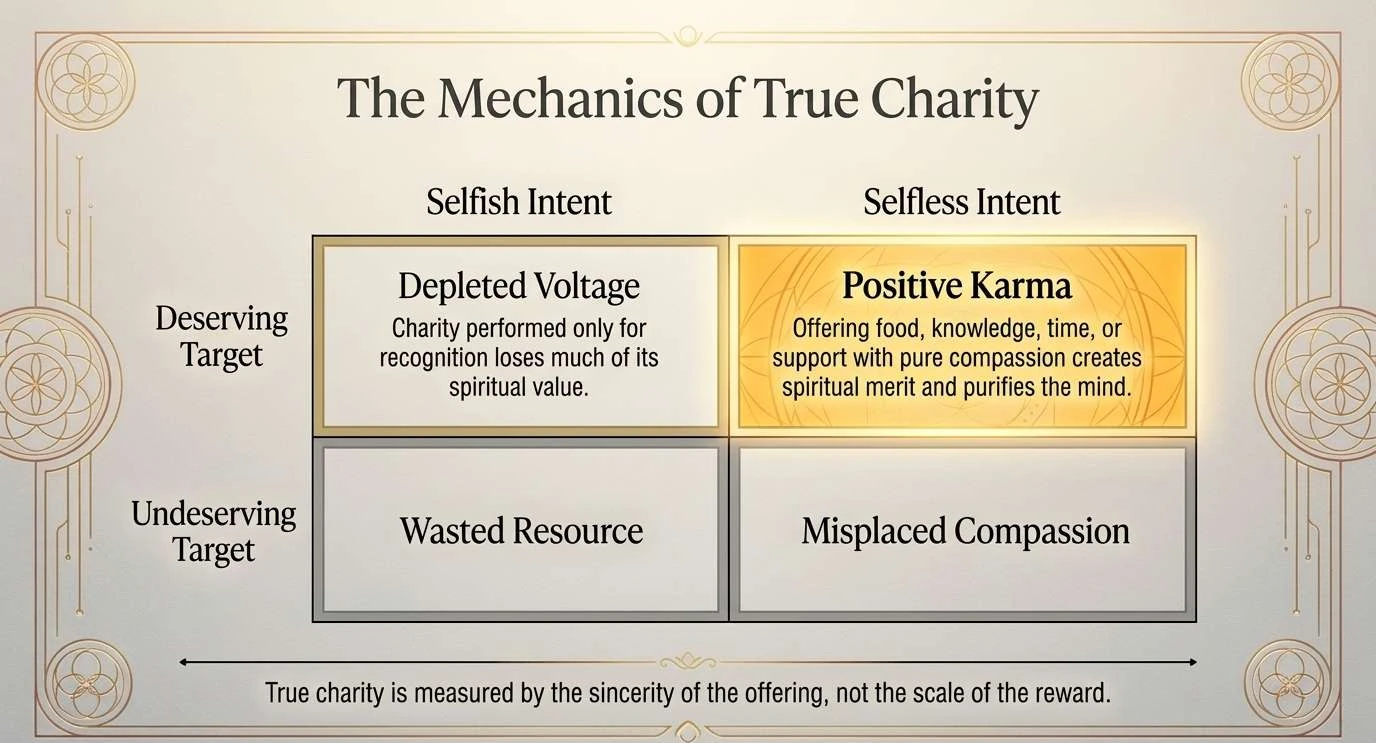 The Mechanics of True Charity
Selfish Intent
Selfless Intent
Deserving
Target
Depleted Voltage
Charity performed only for
recognition loses much of its
spiritual value.
Positive Karma
Offering food, knowledge, time, or
support with pure compassion creates
spiritual merit and purifies the mind.
Undeserving
Target
Wasted Resource
Misplaced Compassion
True charity is measured by the sincerity of the offering, not the scale of the reward.